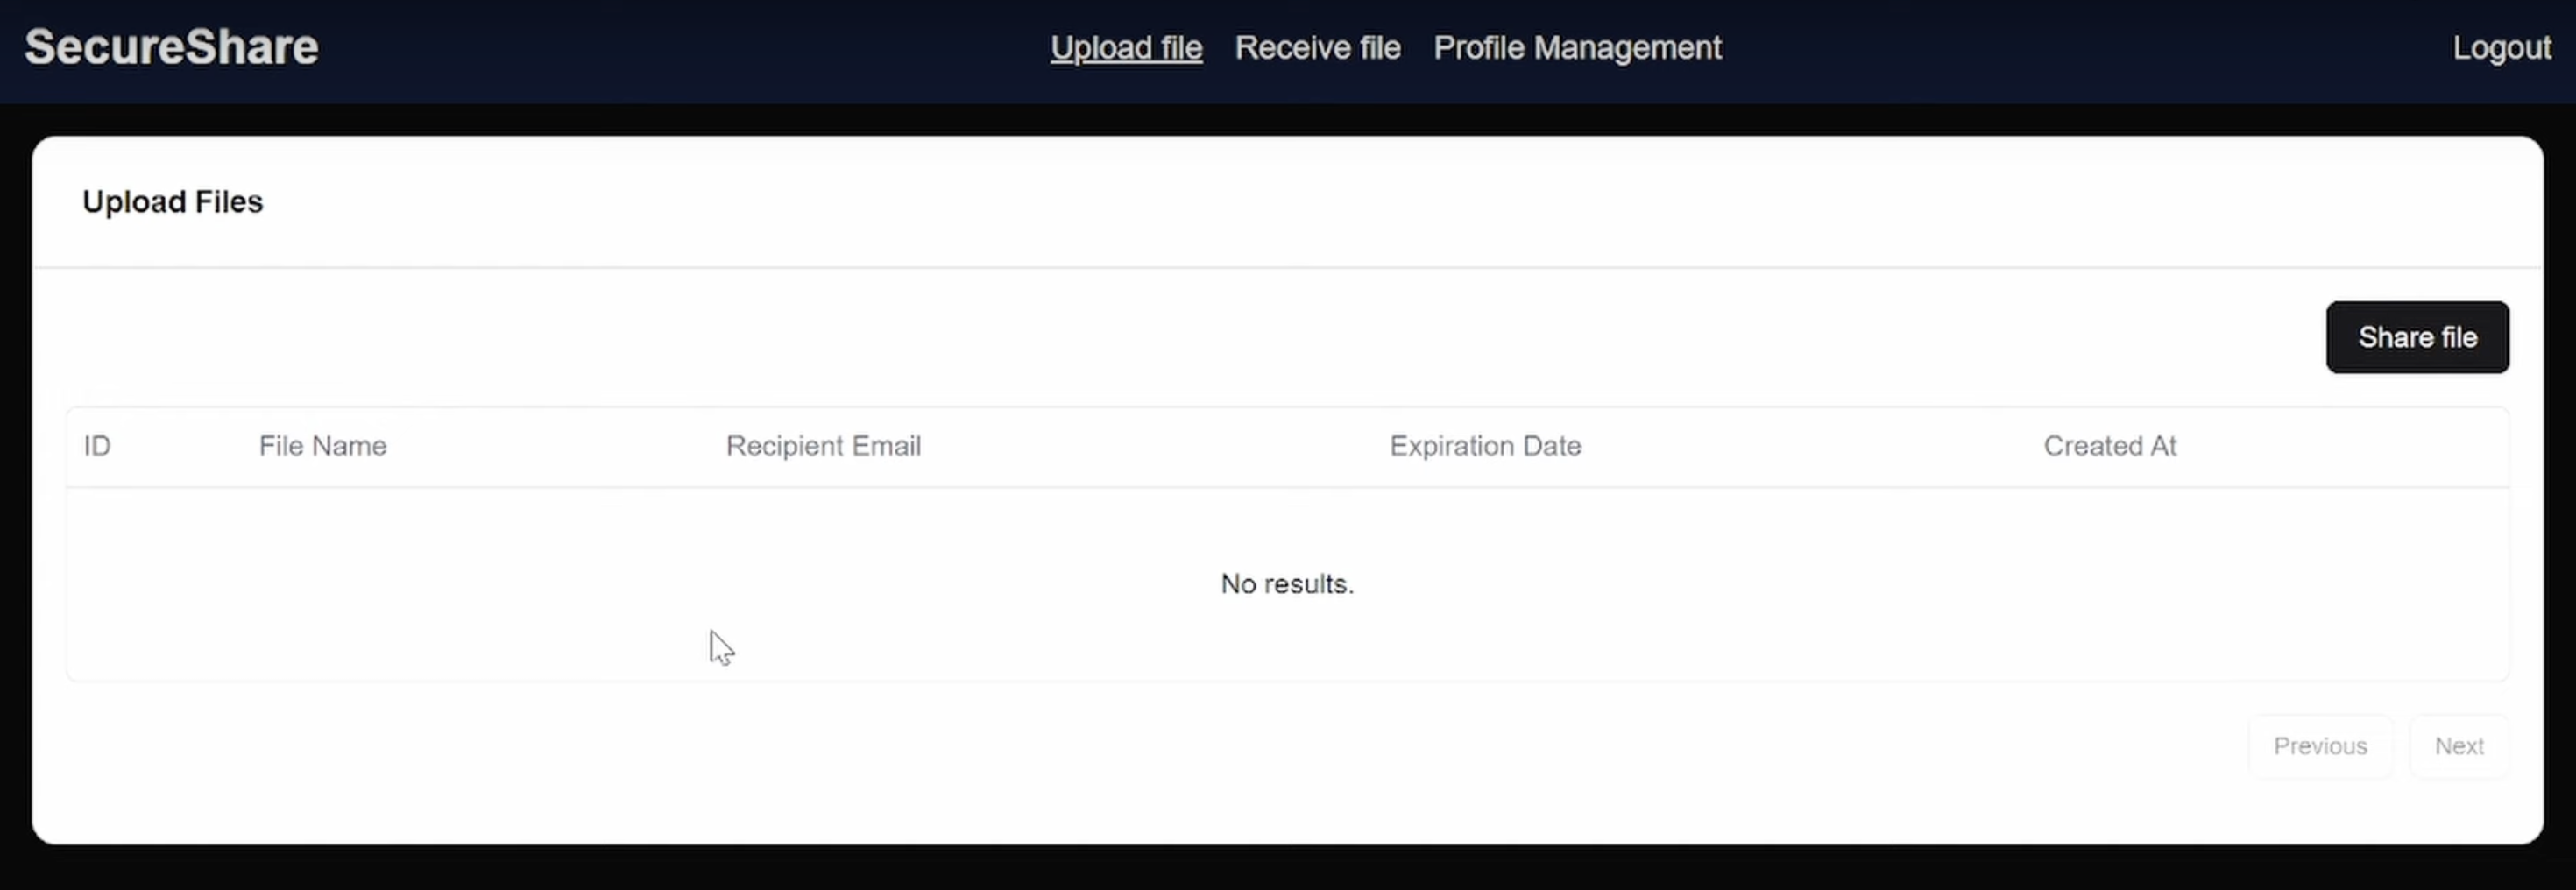 SecureShare
Upload file Receive file Profile Management
Logout
Upload Files
Share file
ID File Name Recipient Email Expiration Date Created At
No results.
Previous Next